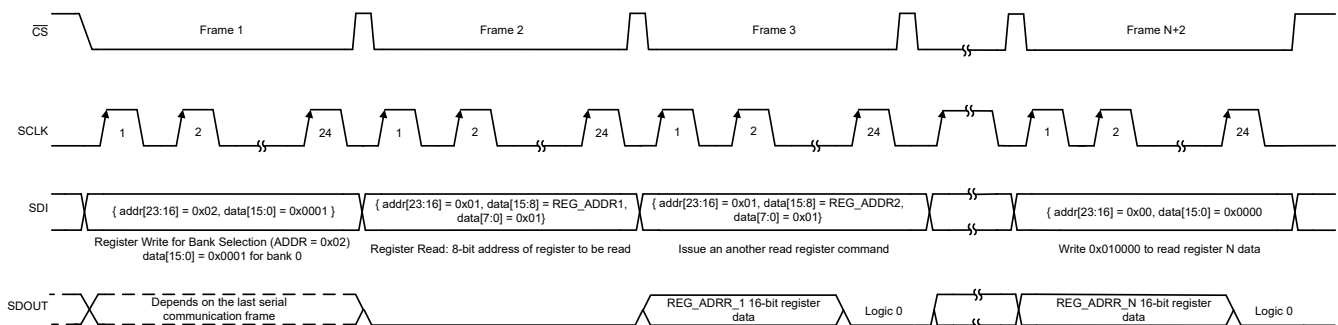 CS
Frame 1
Frame 2
Frame 3
Frame N+2
SCLK
1
2
24
1
2
24
1
2
24
1
2
24
SDI
{ addr[23:16] = 0x02, data[15:0] = 0x0001 }
{ addr[23:16] = 0x01, data[15:8] = REG_ADDR1,
data[7:0] = 0x01}
{ addr[23:16] = 0x01, data[15:8] = REG_ADDR2,
data[7:0] = 0x01}
{ addr[23:16] = 0x00, data[15:0] = 0x0000
Register Write for Bank Selection (ADDR = 0x02)
data[15:0] = 0x0001 for bank 0
Register Read: 8-bit address of register to be read
Issue an another read register command
Write 0x010000 to read register N data
SDOUT
Depends on the last serial
communication frame
REG_ADRR_1 16-bit register
data
Logic 0
REG_ADRR_N 16-bit register
data
Logic 0